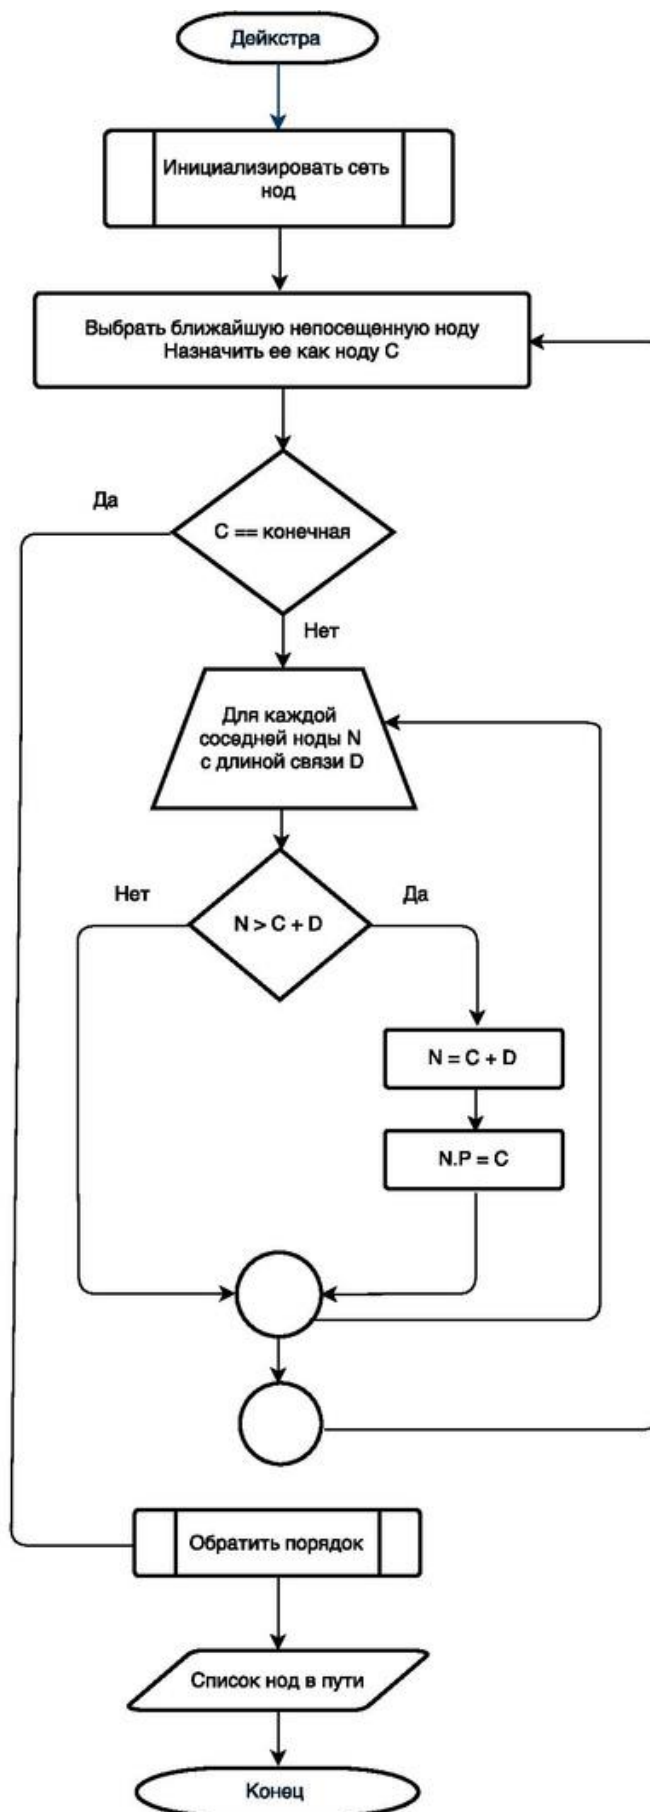 Дейкстра
Инициализировать сеть
нод
Выбрать ближайшую непосещенную ноду
Назначить ее как ноду C
Да
C == конечная
Нет
Для каждой
соседней ноды N
с длиной связи D
Нет
Да
N > C + D
N = C + D
N.P = C
Обратить порядок
Список нод в пути
Конец